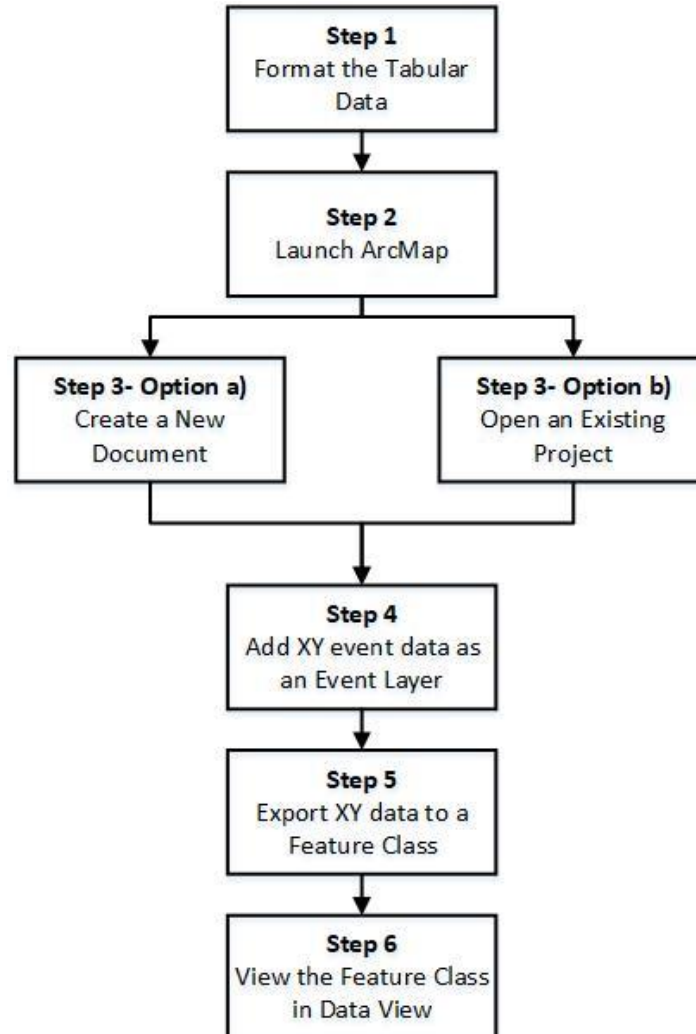 Step 1
Format the Tabular
Data
Step 2
Launch ArcMap
Step 3- Option a)
Create a New
Document
Step 3- Option b)
Open an Existing
Project
Step 4
Add XY event data as
an Event Layer
Step 5
Export XY data to a
Feature Class
Step 6
View the Feature Class
in Data View